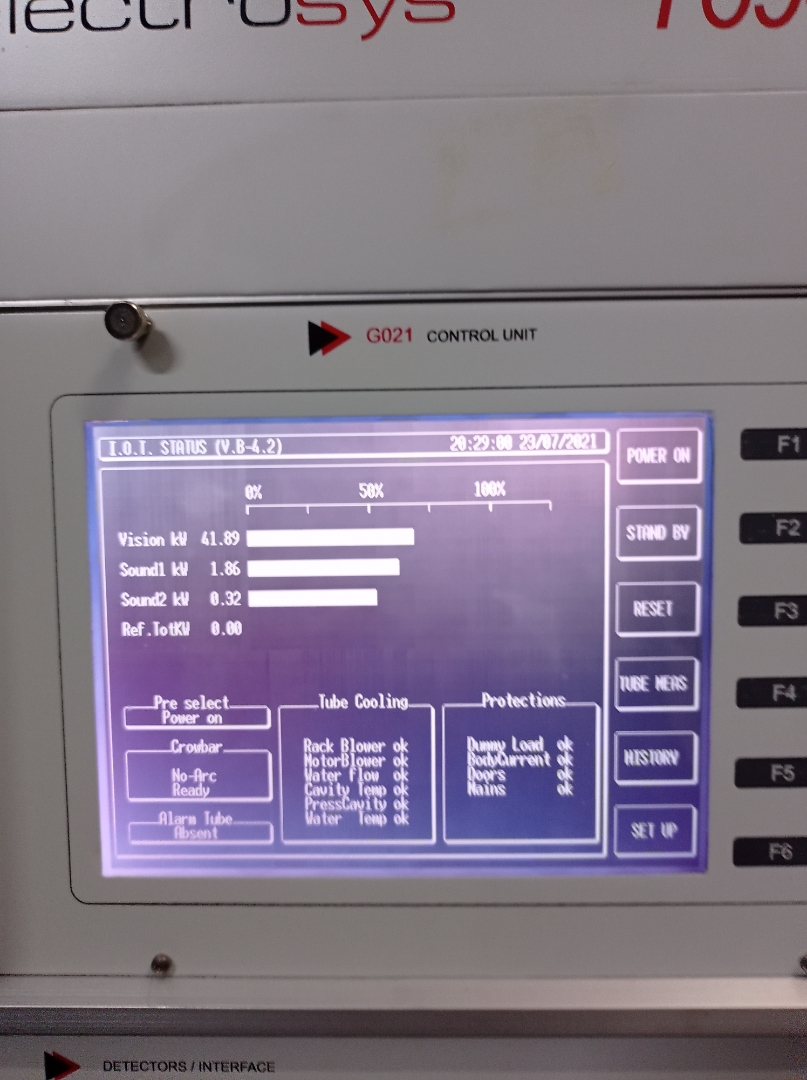 lectrosys
G021 CONTROL UNIT
I.O.T. STATUS (V.B-4.2) 20:29:00 23/07/2021
0% 50% 100%
Vision kW 41.89
Sound1 kW 1.86
Sound2 kW 0.32
Ref.TotKW 0.00
Pre select
Power on
Crowbar
No-Arc
Ready
Alarm Tube
Absent
Tube Cooling
Rack Blower ok
MotorBlower ok
Water Flow ok
Cavity Temp ok
PressCavity ok
Water Temp ok
Protections
Dummy Load ok
BodyCurrent ok
Doors ok
Mains ok
POWER ON
STAND BY
RESET
TUBE MEAS
HISTORY
SET UP
F1
F2
F3
F4
F5
F6
DETECTORS / INTERFACE